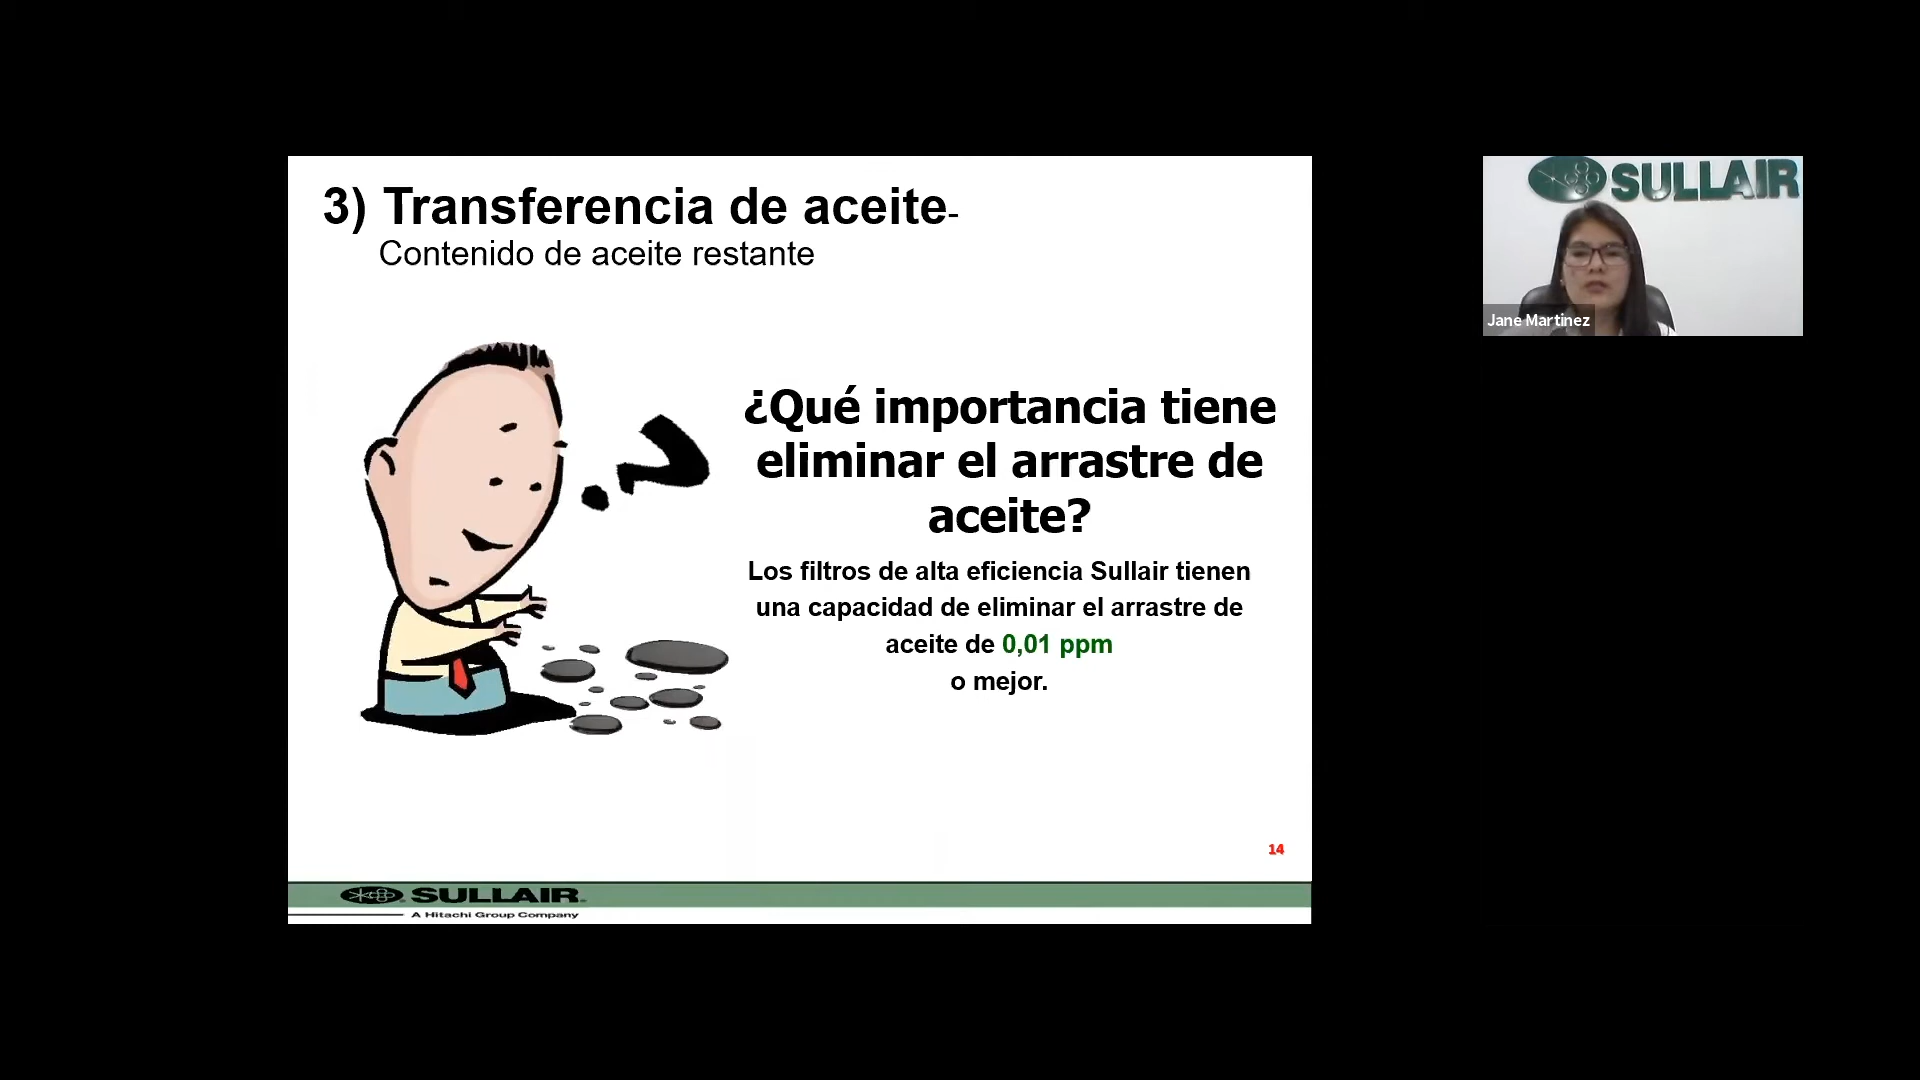 3) Transferencia de aceite-
Contenido de aceite restante
¿Qué importancia tiene
eliminar el arrastre de
aceite?
Los filtros de alta eficiencia Sullair tienen
una capacidad de eliminar el arrastre de
aceite de 0,01 ppm
o mejor.
14
SULLAIR
A Hitachi Group Company
SULLAIR
Jane Martinez